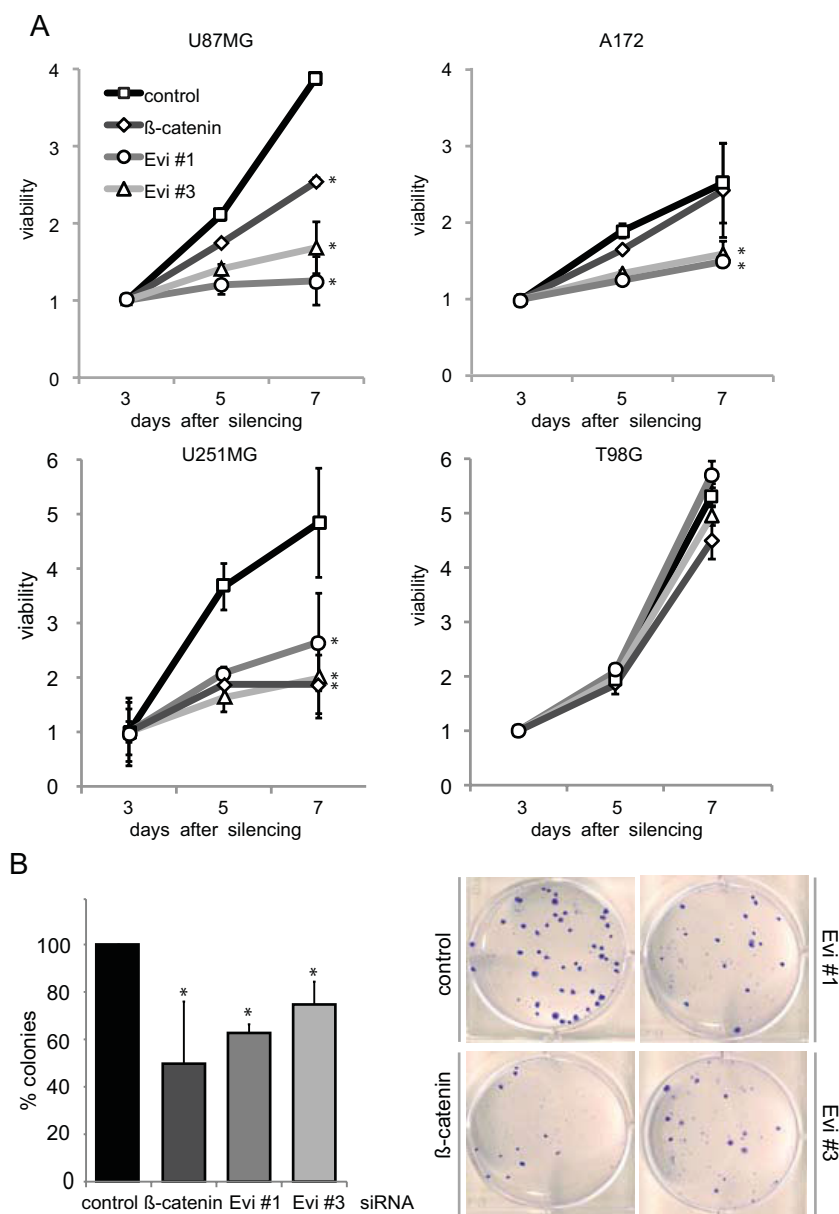 A
U87MG
4
3
2
1
0
viability
control
ß-catenin
Evi #1
Evi #3
*
*
*
3 5 7
days after silencing
A172
4
3
2
1
0
viability
*
*
3 5 7
days after silencing
U251MG
6
5
4
3
2
1
0
viability
*
*
*
3 5 7
days after silencing
T98G
6
5
4
3
2
1
0
viability
3 5 7
days after silencing
B
100
80
60
40
20
0
% colonies
* * *
control ß-catenin Evi #1 Evi #3 siRNA
control
Evi #1
ß-catenin
Evi #3